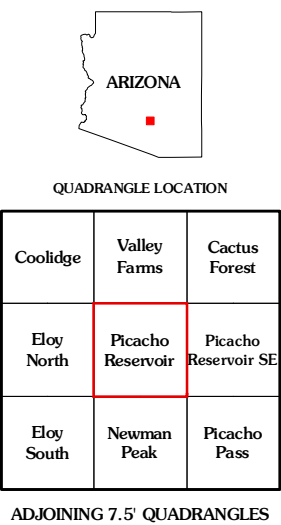 ARIZONA
QUADRANGLE LOCATION
Coolidge
Valley
Farms
Cactus
Forest
Eloy
North
Picacho
Reservoir
Picacho
Reservoir SE
Eloy
South
Newman
Peak
Picacho
Pass
ADJOINING 7.5' QUADRANGLES